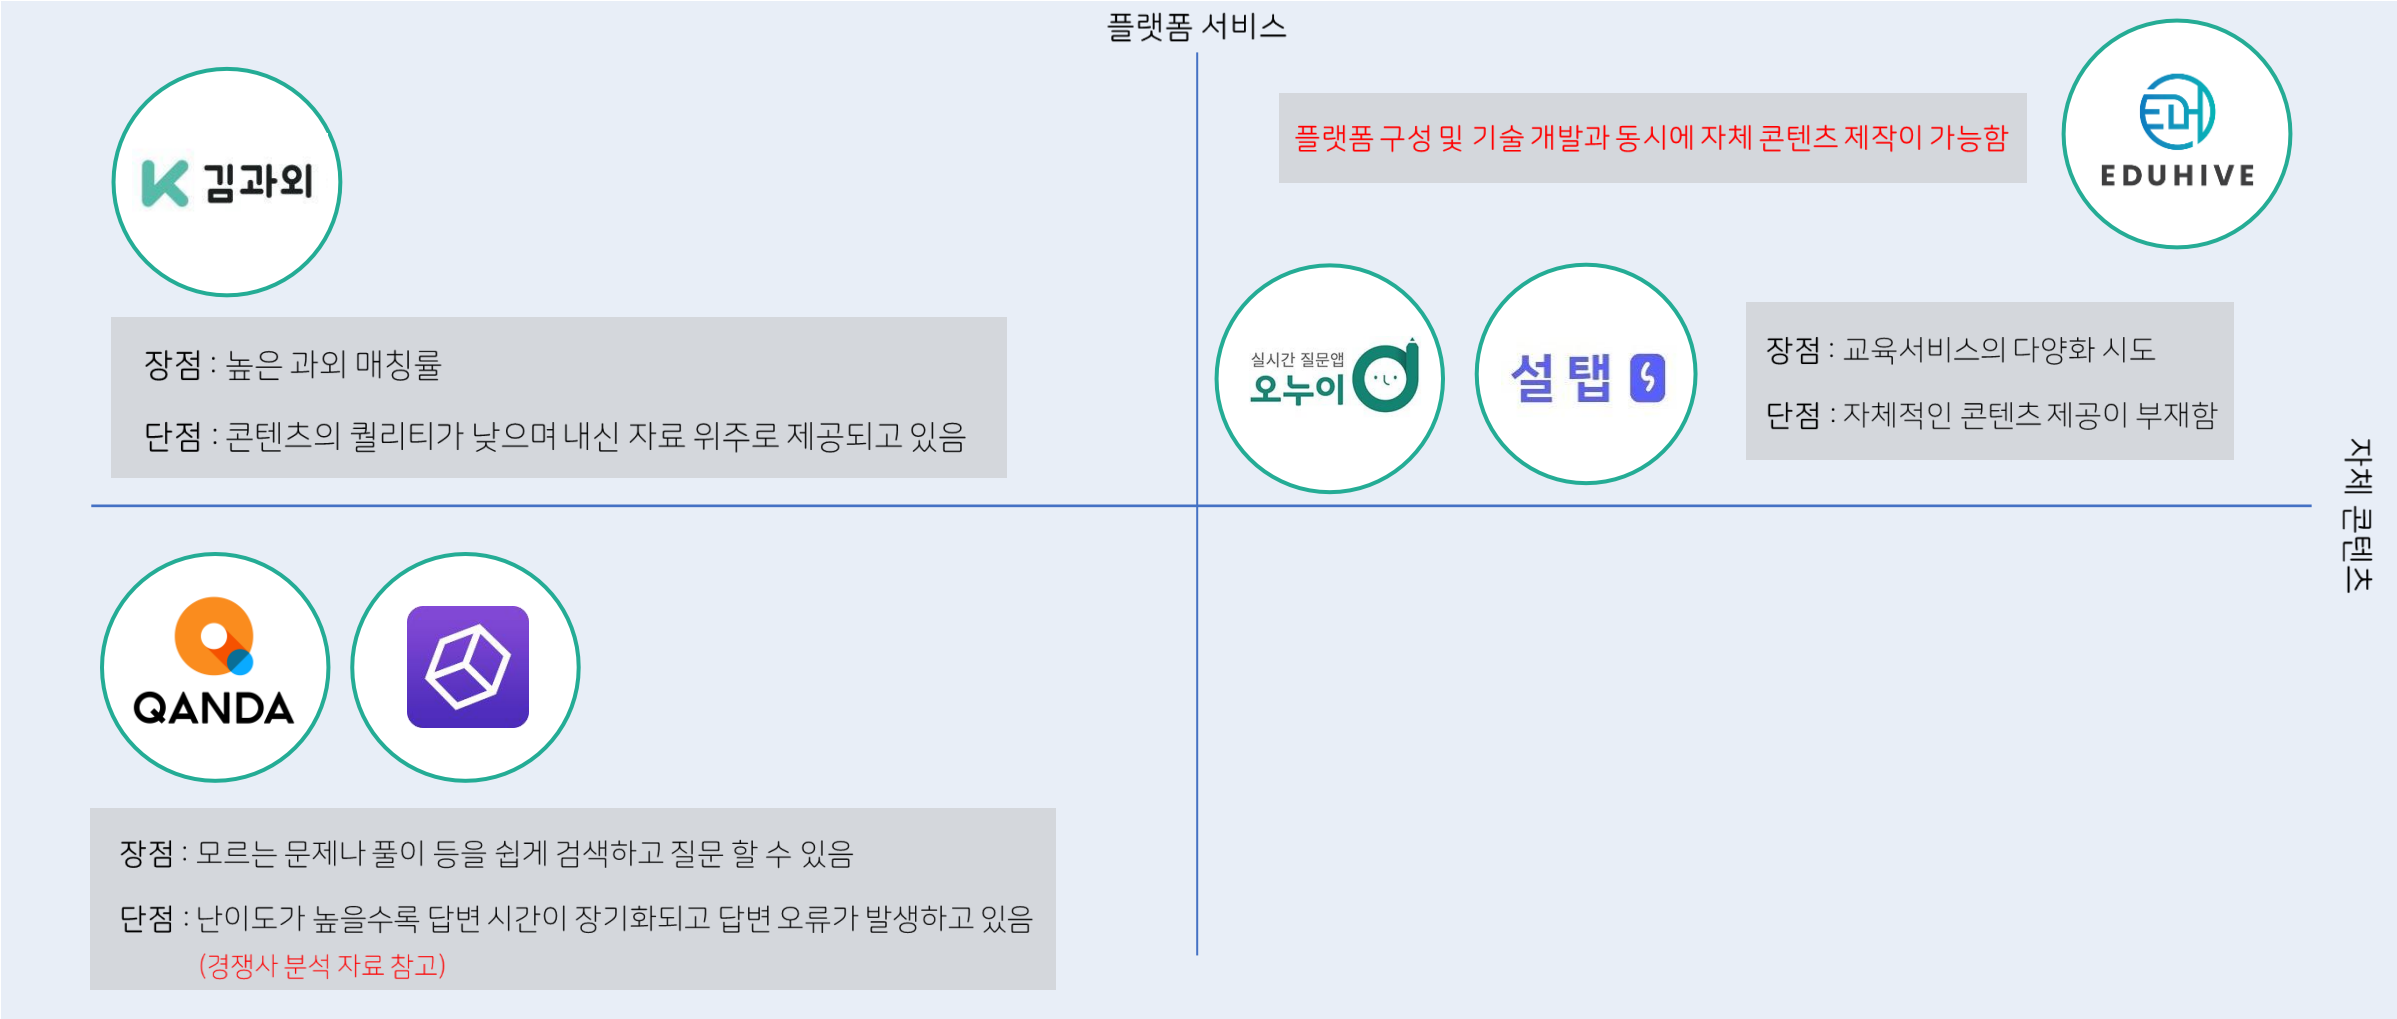 플랫폼 서비스
K 김과외
장점 : 높은 과외 매칭률
단점 : 콘텐츠의 퀄리티가 낮으며 내신 자료 위주로 제공되고 있음
플랫폼 구성 및 기술 개발과 동시에 자체 콘텐츠 제작이 가능함
EDUHIVE
실시간 질문앱
오누이
설탭
장점 : 교육서비스의 다양화 시도
단점 : 자체적인 콘텐츠 제공이 부재함
자체 콘텐츠
QANDA
장점 : 모르는 문제나 풀이 등을 쉽게 검색하고 질문 할 수 있음
단점 : 난이도가 높을수록 답변 시간이 장기화되고 답변 오류가 발생하고 있음
(경쟁사 분석 자료 참고)